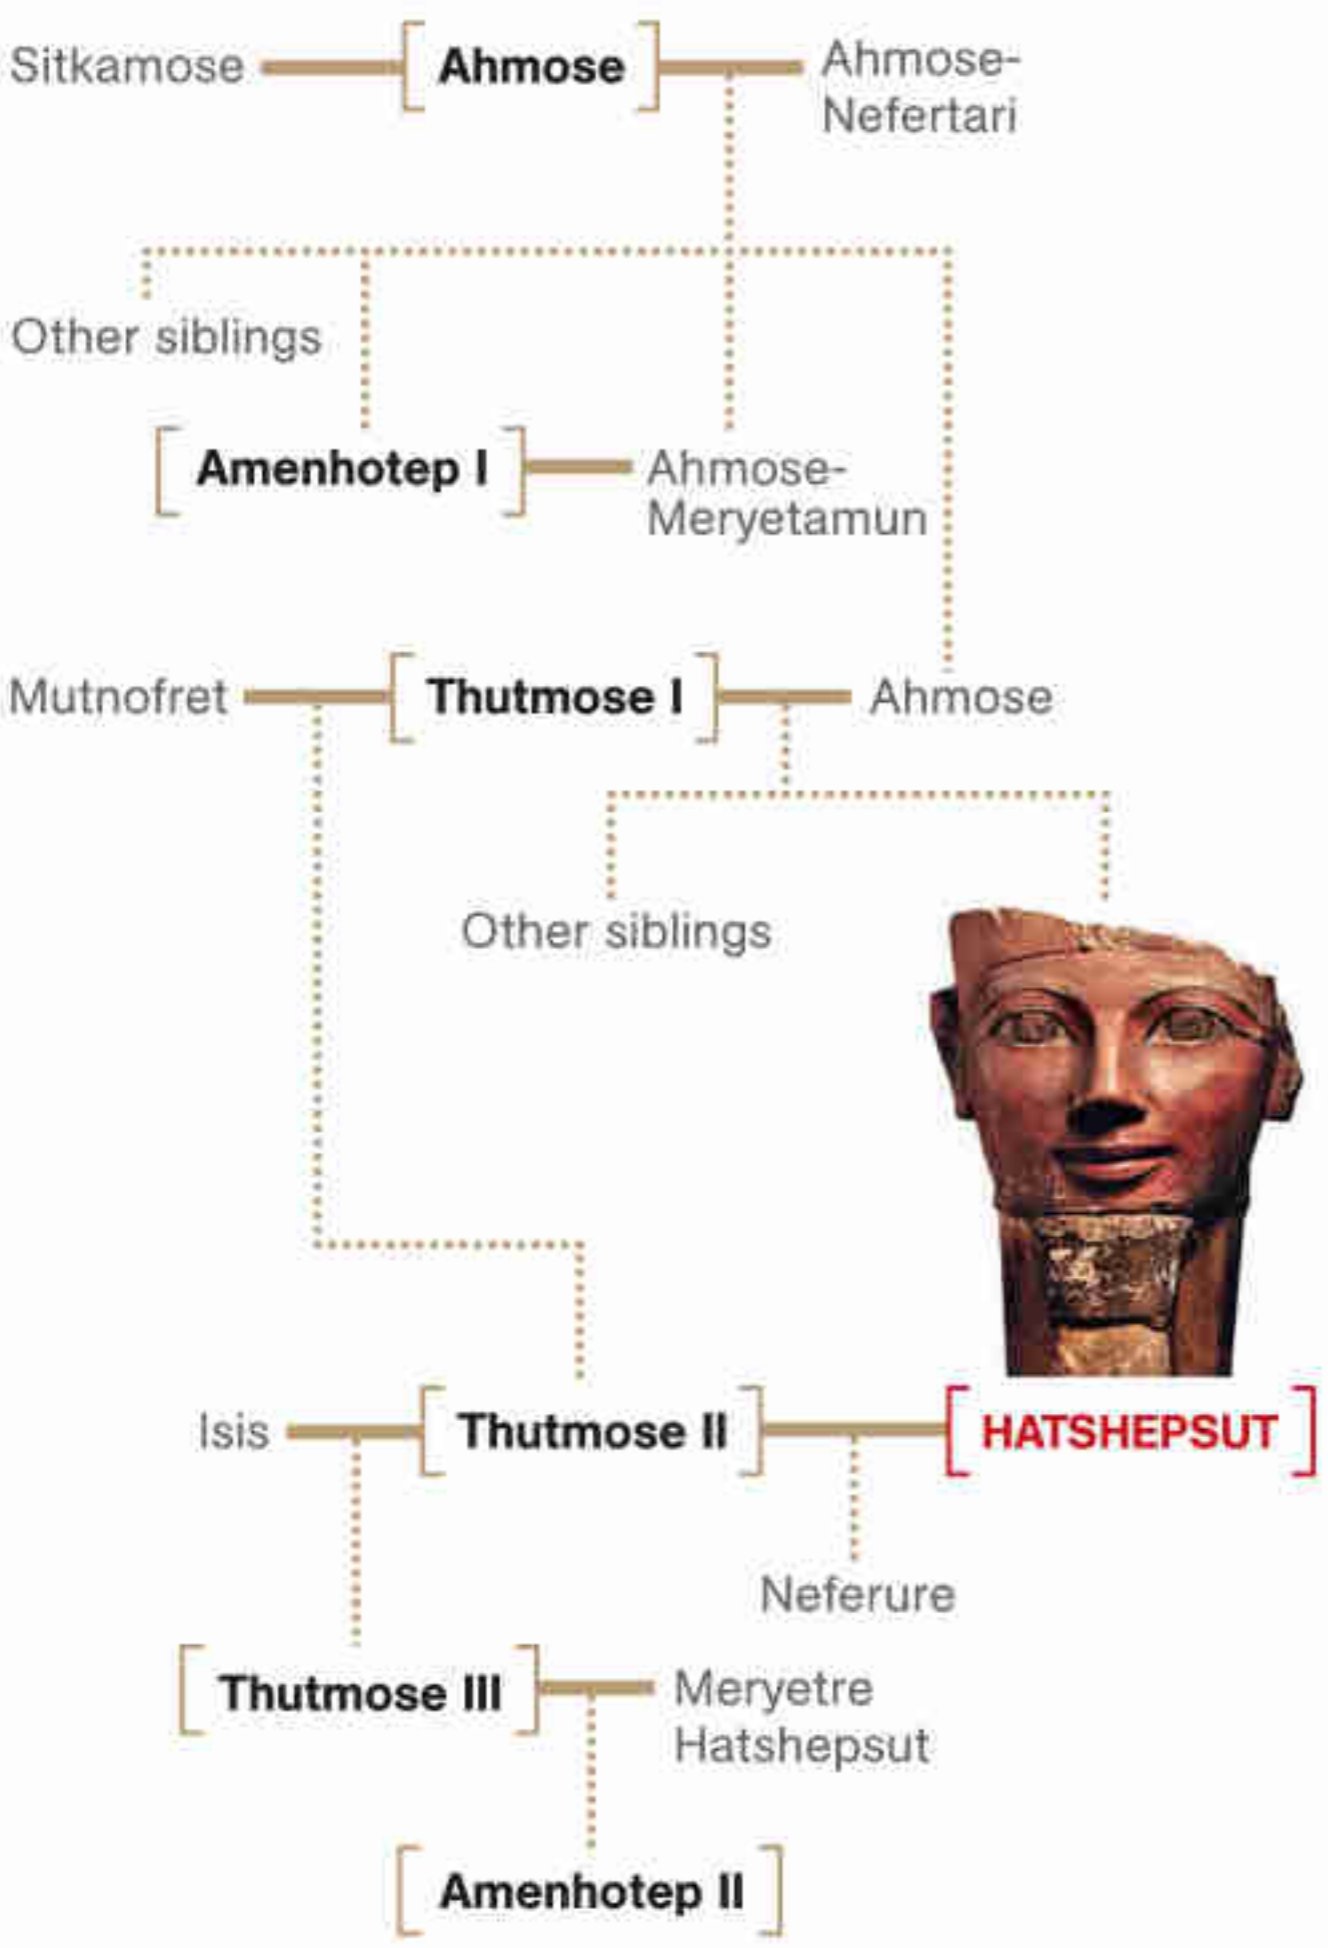 Sitkamose [ Ahmose ] Ahmose-
Nefertari
Other siblings
[ Amenhotep I ] Ahmose-
Meryetamun
Mutnofret [ Thutmose I ] Ahmose
Other siblings
Isis [ Thutmose II ] [ HATSHEPSUT ]
Neferure
[ Thutmose III ] Meryetre
Hatshepsut
[ Amenhotep II ]